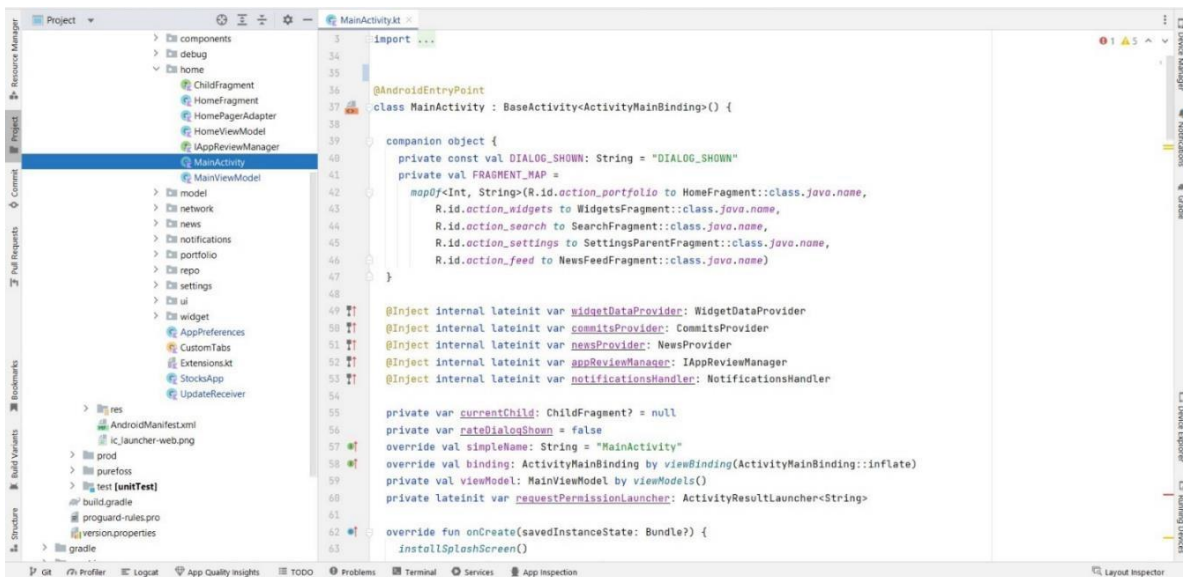 Project
MainActivity.kt
Resource Manager
Project
Commit
Pull Requests
Bookmarks
Build Variants
Structure
components
debug
home
ChildFragment
HomeFragment
HomePagerAdapter
HomeViewModel
IAppReviewManager
MainActivity
MainViewModel
model
network
news
notifications
portfolio
repo
settings
ui
widget
AppPreferences
CustomTabs
Extensions.kt
StocksApp
UpdateReceiver
res
AndroidManifest.xml
ic_launcher-web.png
prod
purefoss
test [unitTest]
build.gradle
proguard-rules.pro
version.properties
gradle
3 import ...
34
35
36 @AndroidEntryPoint
37 class MainActivity : BaseActivity<ActivityMainBinding>() {
38
39 companion object {
40 private const val DIALOG_SHOWN: String = "DIALOG_SHOWN"
41 private val FRAGMENT_MAP =
42 mapOf<Int, String>(R.id.action_portfolio to HomeFragment::class.java.name,
43 R.id.action_widgets to WidgetsFragment::class.java.name,
44 R.id.action_search to SearchFragment::class.java.name,
45 R.id.action_settings to SettingsParentFragment::class.java.name,
46 R.id.action_feed to NewsFeedFragment::class.java.name)
47 }
48
49 @Inject internal lateinit var widgetDataProvider: WidgetDataProvider
50 @Inject internal lateinit var commitsProvider: CommitsProvider
51 @Inject internal lateinit var newsProvider: NewsProvider
52 @Inject internal lateinit var appReviewManager: IAppReviewManager
53 @Inject internal lateinit var notificationsHandler: NotificationsHandler
54
55 private var currentChild: ChildFragment? = null
56 private var rateDialogShown = false
57 override val simpleName: String = "MainActivity"
58 override val binding: ActivityMainBinding by viewBinding(ActivityMainBinding::inflate)
59 private val viewModel: MainViewModel by viewModels()
60 private lateinit var requestPermissionLauncher: ActivityResultLauncher<String>
61
62 override fun onCreate(savedInstanceState: Bundle?) {
63 installSplashScreen()
1 5
Device Manager
Notifications
Gradle
Device Explorer
Running Devices
Git Profiler Logcat App Quality Insights TODO Problems Terminal Services App Inspection Layout Inspector